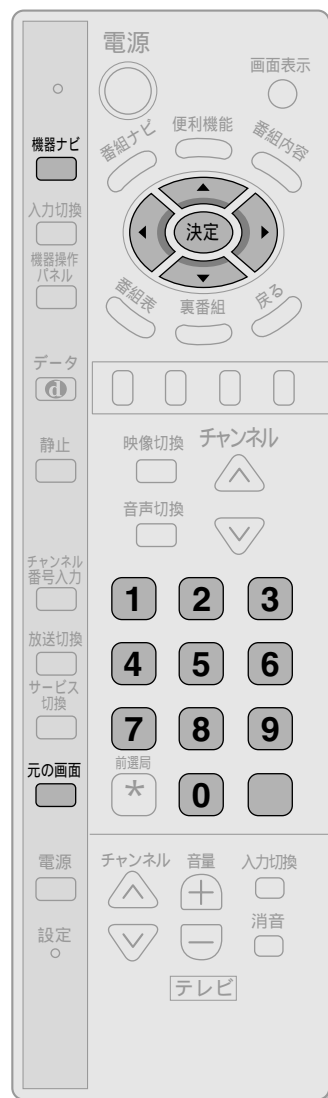 電源
画面表示
機器ナビ
番組ナビ
便利機能
番組内容
入力切換
決定
機器操作
パネル
番組表
裏番組
戻る
データ
d
静止
映像切換
チャンネル
音声切換
チャンネル
番号入力
1 2 3
放送切換
4 5 6
サービス
切換
7 8 9
元の画面
前選局
* 0
電源
チャンネル
音量
入力切換
消音
設定
テレビ